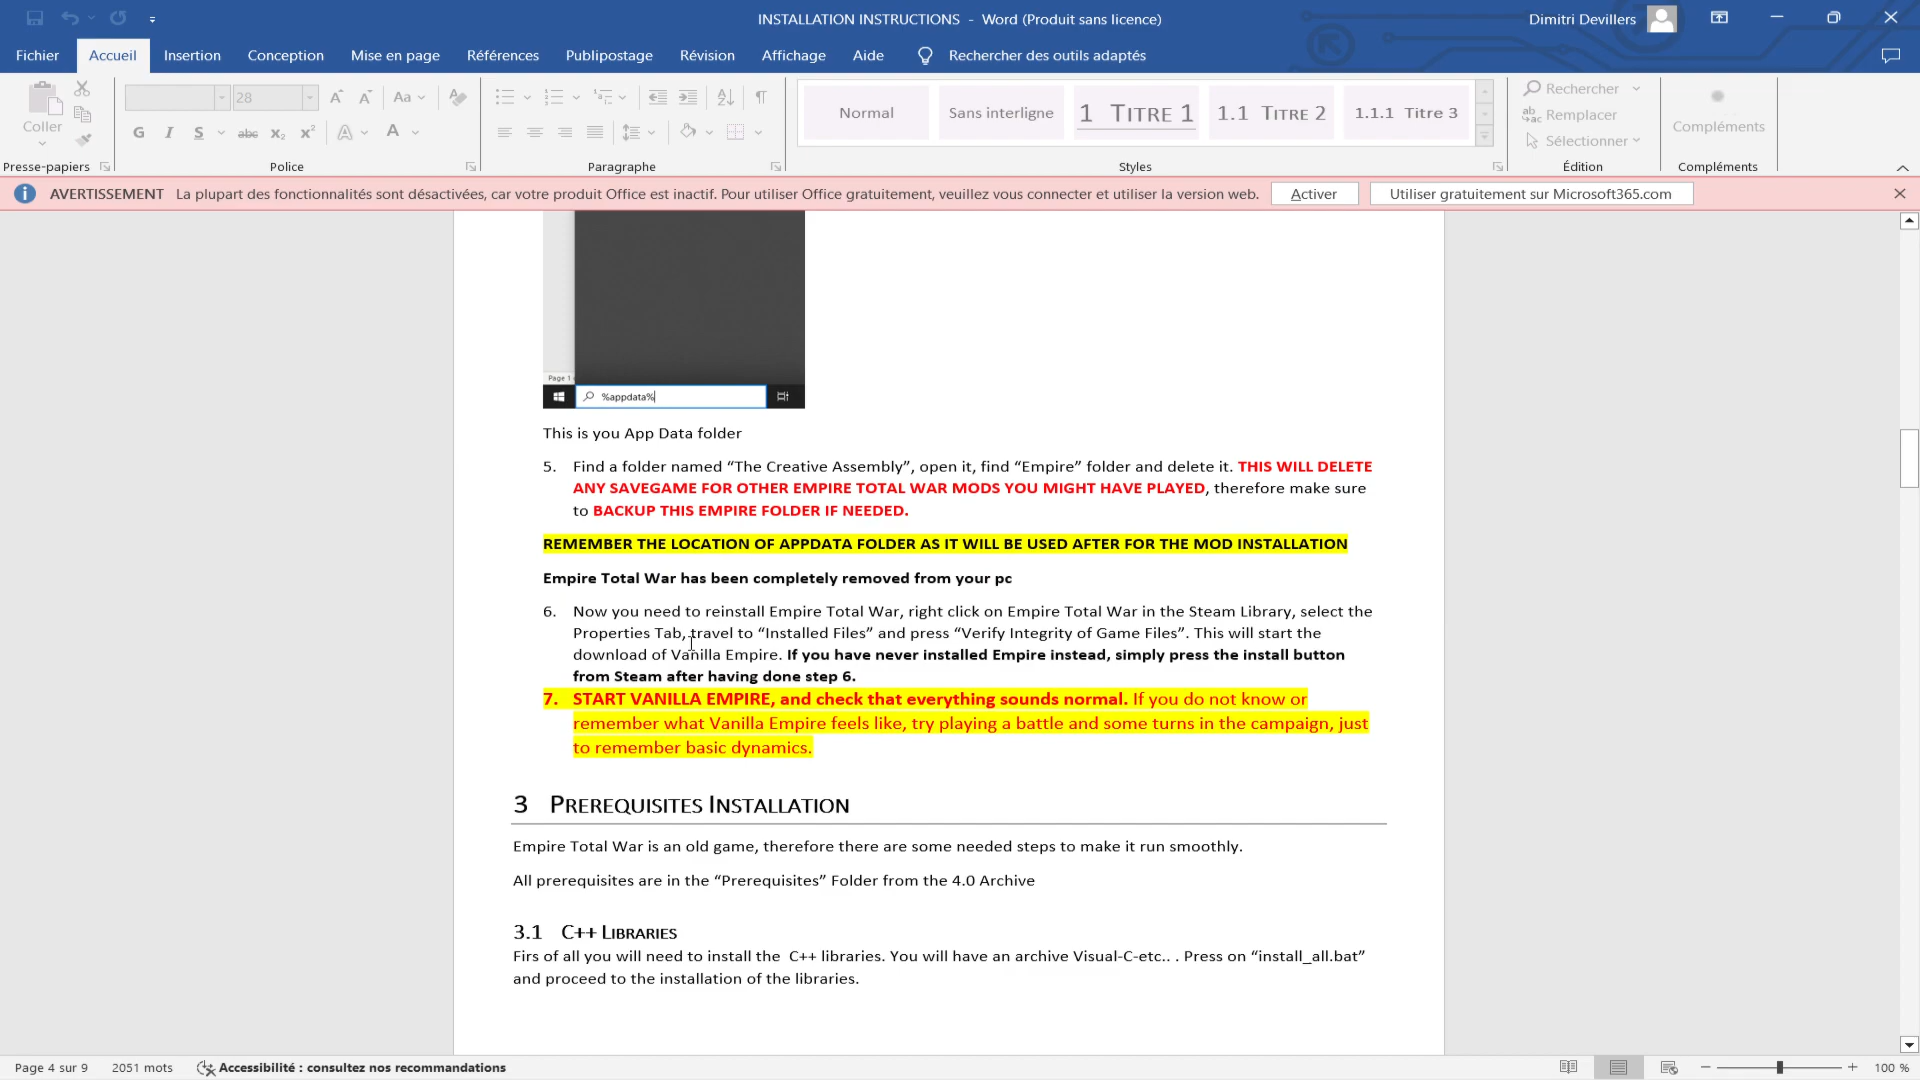 INSTALLATION INSTRUCTIONS - Word (Produit sans licence)
Dimitri Devillers
Fichier Accueil Insertion Conception Mise en page Références Publipostage Révision Affichage Aide Rechercher des outils adaptés
28 Aa
Coller
G I S abc x₂ x² A A
Normal Sans interligne 1 TITRE 1 1.1 TITRE 2 1.1.1 TITRE 3
Rechercher
Remplacer
Sélectionner
Compléments
Presse-papiers Police Paragraphe Styles Édition Compléments
AVERTISSEMENT La plupart des fonctionnalités sont désactivées, car votre produit Office est inactif. Pour utiliser Office gratuitement, veuillez vous connecter et utiliser la version web. Activer Utiliser gratuitement sur Microsoft365.com
Page 1
%appdata%
This is you App Data folder
5. Find a folder named “The Creative Assembly”, open it, find “Empire” folder and delete it. THIS WILL DELETE
ANY SAVEGAME FOR OTHER EMPIRE TOTAL WAR MODS YOU MIGHT HAVE PLAYED, therefore make sure
to BACKUP THIS EMPIRE FOLDER IF NEEDED.
REMEMBER THE LOCATION OF APPDATA FOLDER AS IT WILL BE USED AFTER FOR THE MOD INSTALLATION
Empire Total War has been completely removed from your pc
6. Now you need to reinstall Empire Total War, right click on Empire Total War in the Steam Library, select the
Properties Tab, travel to “Installed Files” and press “Verify Integrity of Game Files”. This will start the
download of Vanilla Empire. If you have never installed Empire instead, simply press the install button
from Steam after having done step 6.
7. START VANILLA EMPIRE, and check that everything sounds normal. If you do not know or
remember what Vanilla Empire feels like, try playing a battle and some turns in the campaign, just
to remember basic dynamics.
3 PREREQUISITES INSTALLATION
Empire Total War is an old game, therefore there are some needed steps to make it run smoothly.
All prerequisites are in the “Prerequisites” Folder from the 4.0 Archive
3.1 C++ LIBRARIES
Firs of all you will need to install the C++ libraries. You will have an archive Visual-C-etc.. . Press on “install_all.bat”
and proceed to the installation of the libraries.
Page 4 sur 9 2051 mots Accessibilité : consultez nos recommandations 100 %